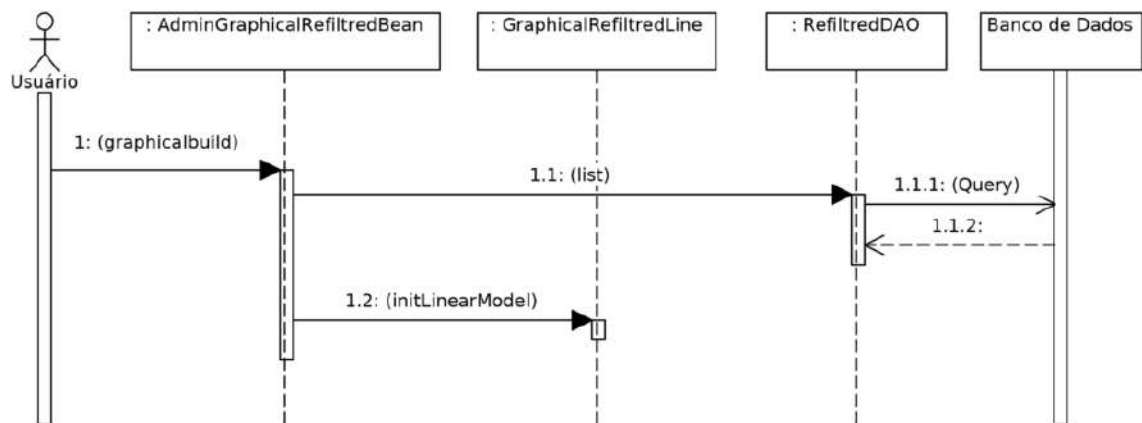 : AdminGraphicalRefiltredBean
: GraphicalRefiltredLine
: RefiltredDAO
Banco de Dados
Usuário
1: (graphicalbuild)
1.1: (list)
1.1.1: (Query)
1.1.2:
1.2: (initLinearModel)